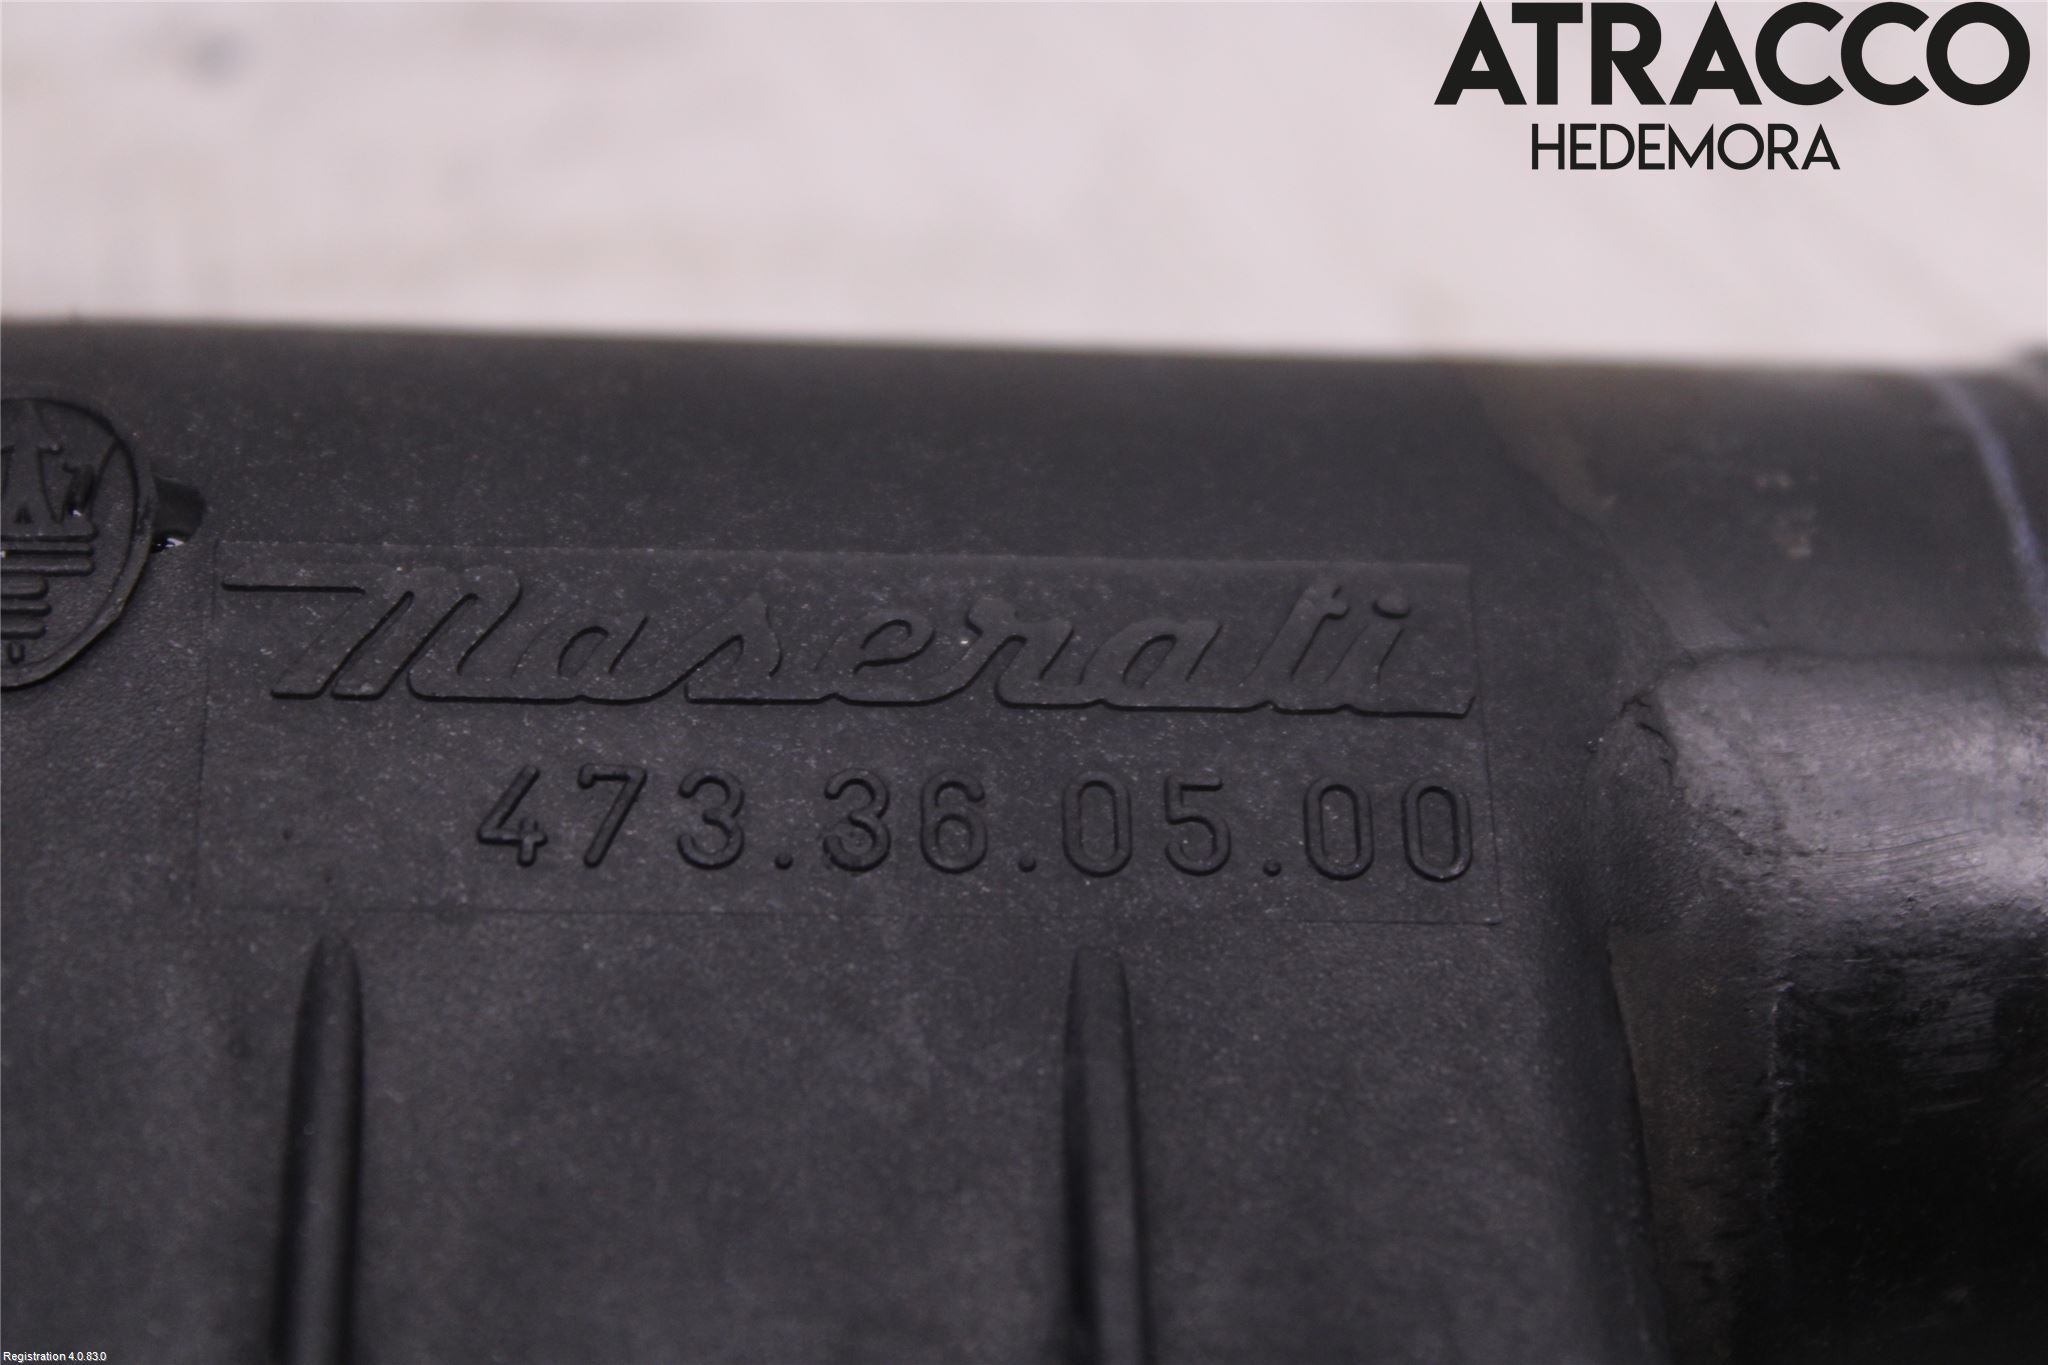 ATRACCO
HEDEMORA
Maserati
473.36.05.00
Registration 4.0.83.0